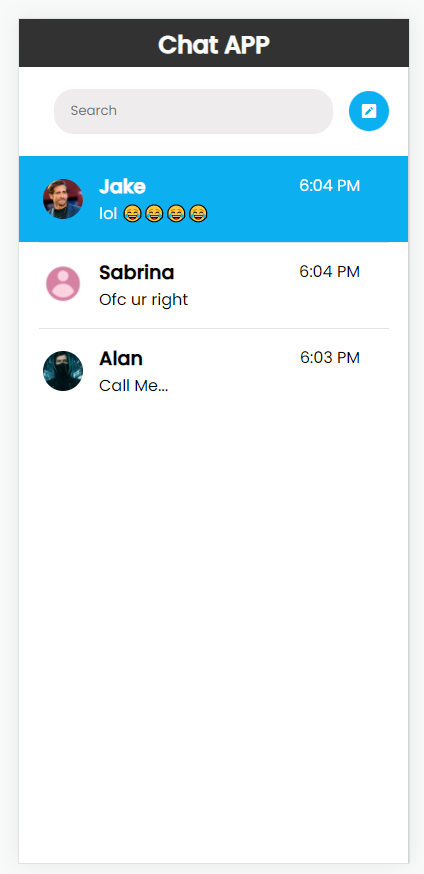 Chat APP
Search
Jake 6:04 PM
lol 😄😄😄😄
Sabrina 6:04 PM
Ofc ur right
Alan 6:03 PM
Call Me...